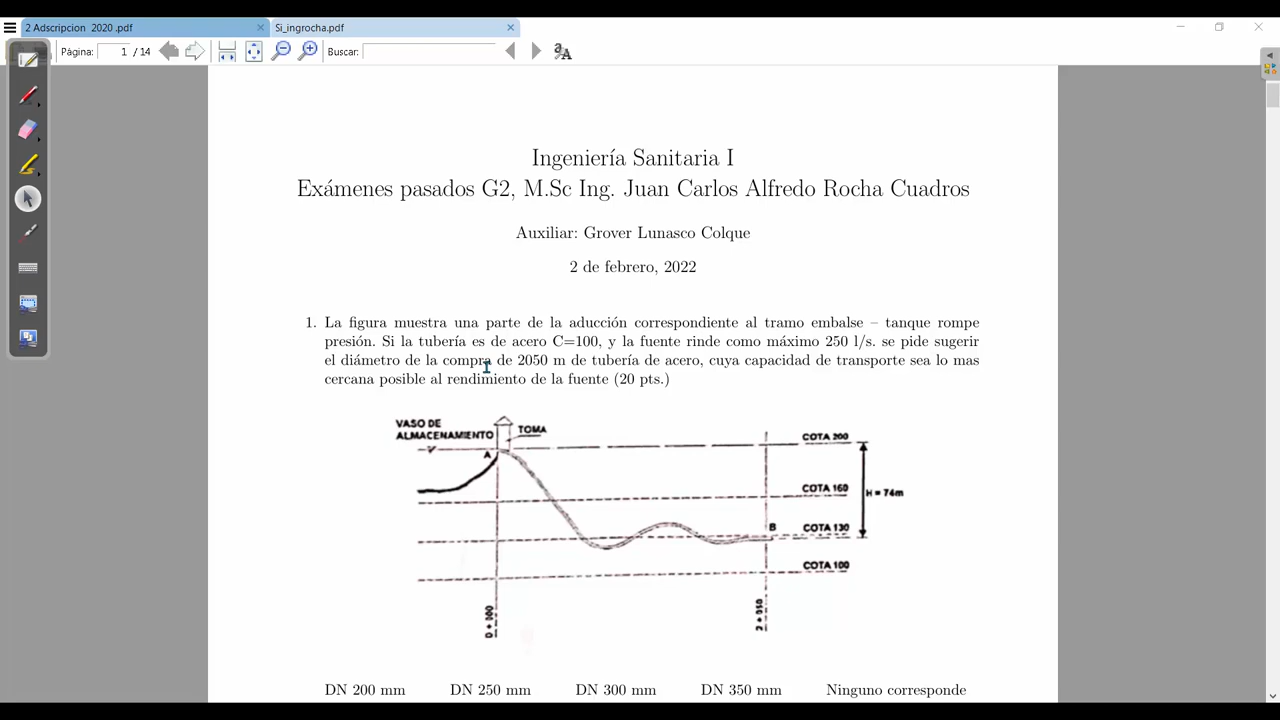 2 Adscripcion 2020 .pdf
Si_ingrocha.pdf
Página: 1 / 14
Buscar:
Ingeniería Sanitaria I
Exámenes pasados G2, M.Sc Ing. Juan Carlos Alfredo Rocha Cuadros
Auxiliar: Grover Lunasco Colque
2 de febrero, 2022
1. La figura muestra una parte de la aducción correspondiente al tramo embalse – tanque rompe
presión. Si la tubería es de acero C=100, y la fuente rinde como máximo 250 l/s. se pide sugerir
el diámetro de la compra de 2050 m de tubería de acero, cuya capacidad de transporte sea lo mas
cercana posible al rendimiento de la fuente (20 pts.)
VASO DE
ALMACENAMIENTO
TOMA
COTA 200
A
COTA 160
H = 74m
B
COTA 130
COTA 100
0 + 000
2 + 050
DN 200 mm DN 250 mm DN 300 mm DN 350 mm Ninguno corresponde